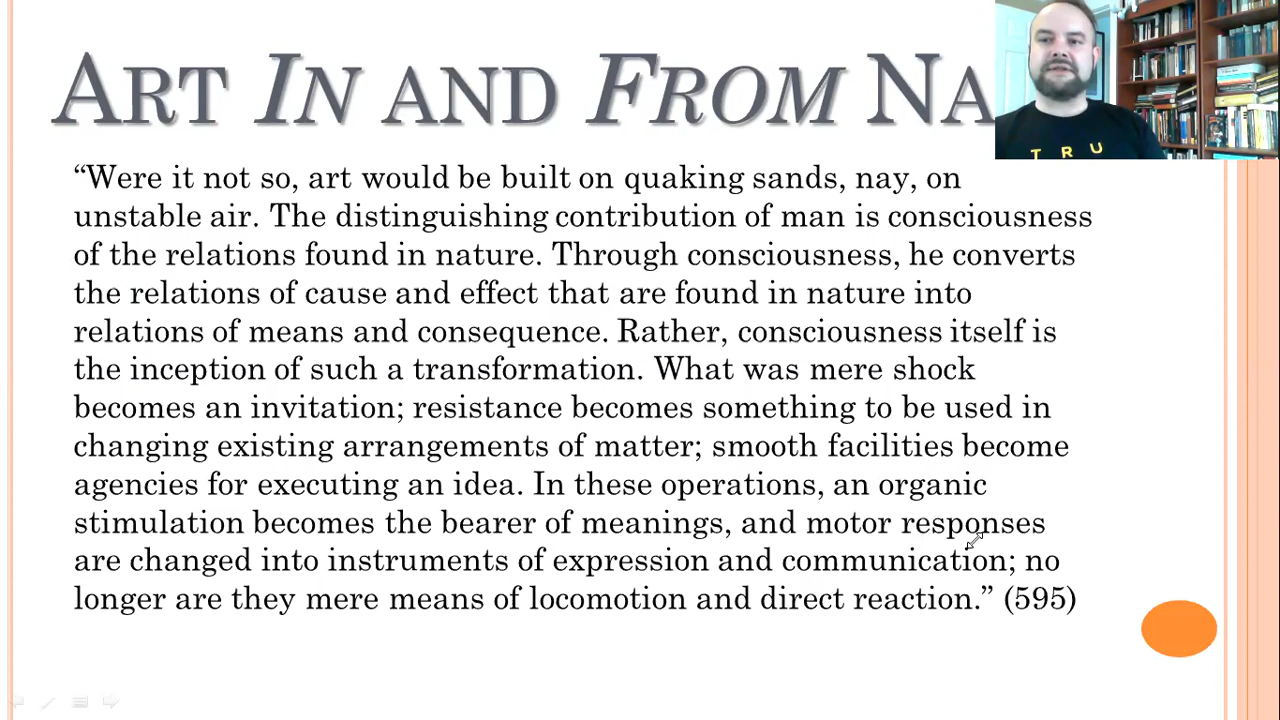 ART IN AND FROM NA
TRU
“Were it not so, art would be built on quaking sands, nay, on
unstable air. The distinguishing contribution of man is consciousness
of the relations found in nature. Through consciousness, he converts
the relations of cause and effect that are found in nature into
relations of means and consequence. Rather, consciousness itself is
the inception of such a transformation. What was mere shock
becomes an invitation; resistance becomes something to be used in
changing existing arrangements of matter; smooth facilities become
agencies for executing an idea. In these operations, an organic
stimulation becomes the bearer of meanings, and motor responses
are changed into instruments of expression and communication; no
longer are they mere means of locomotion and direct reaction.” (595)